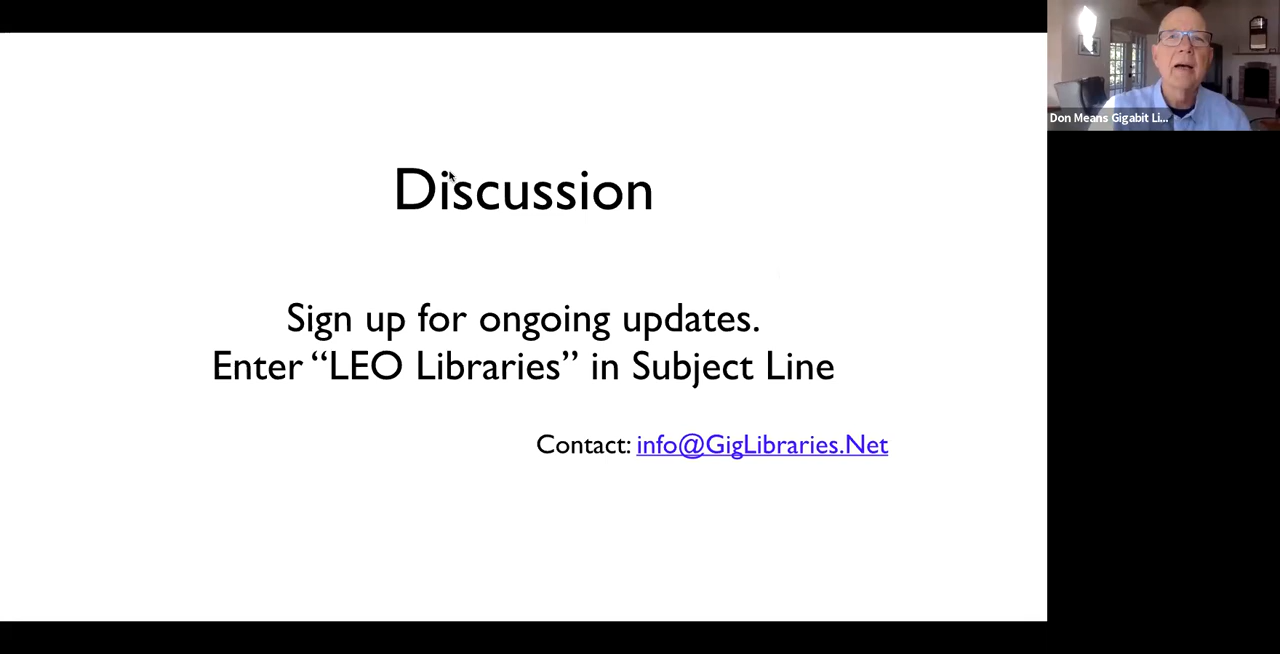 Discussion
Sign up for ongoing updates.
Enter “LEO Libraries” in Subject Line
Contact: info@GigLibraries.Net
Don Means Gigabit Li...